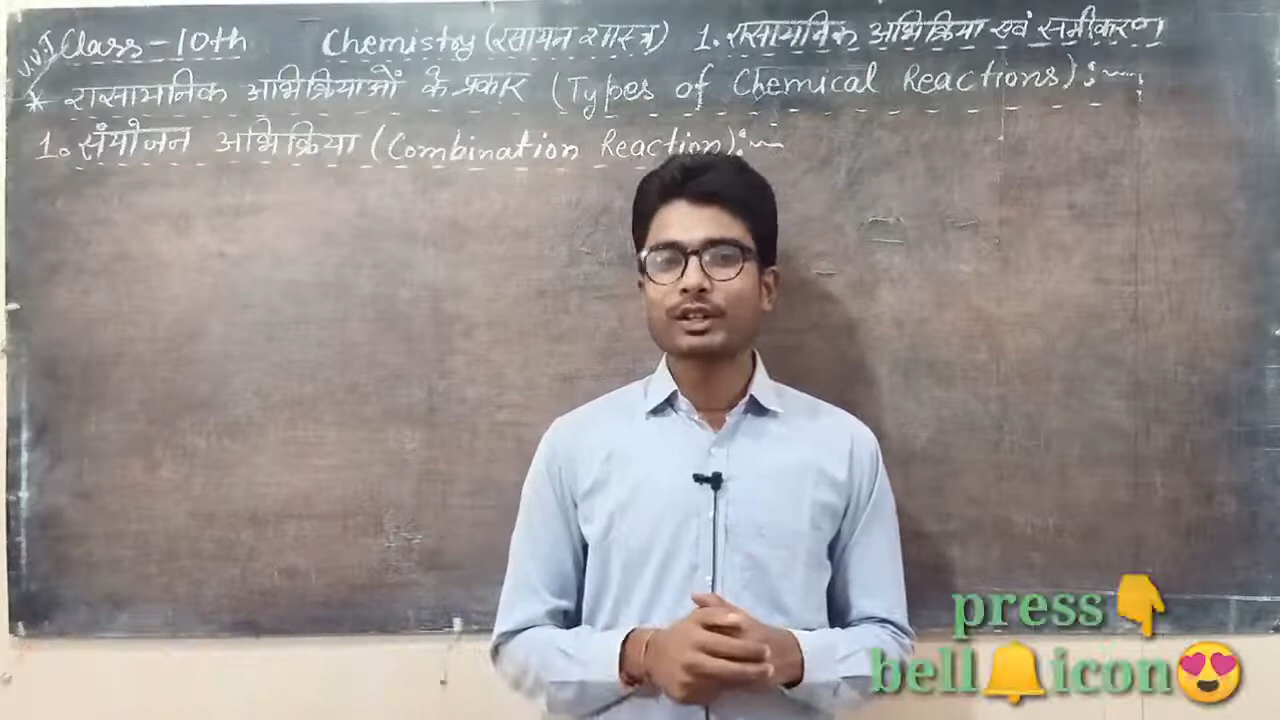 V.V.I Class-10th Chemistry (रसायन शास्त्र) 1. रासायनिक अभिक्रिया एवं समीकरण
* रासायनिक अभिक्रियाओं के प्रकार (Types of Chemical Reactions):~
1. संयोजन अभिक्रिया (Combination Reaction):~
press👇
bell🔔icon😍